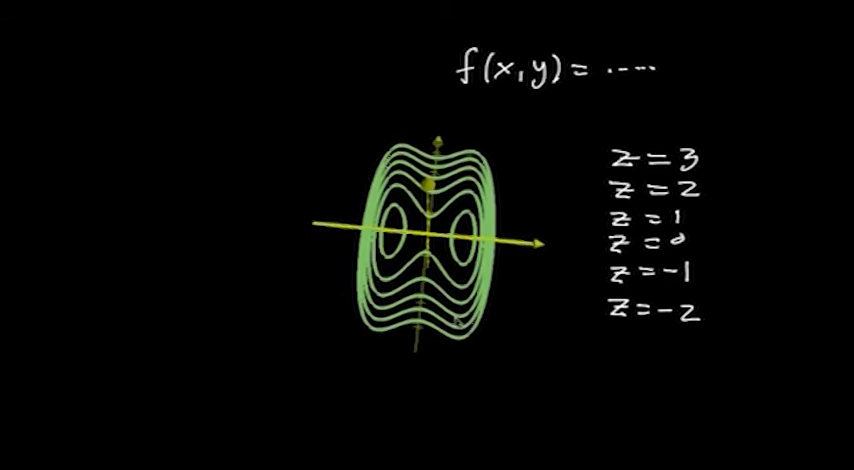 f(x, y) = .....
z = 3
z = 2
z = 1
z = 0
z = -1
z = -2